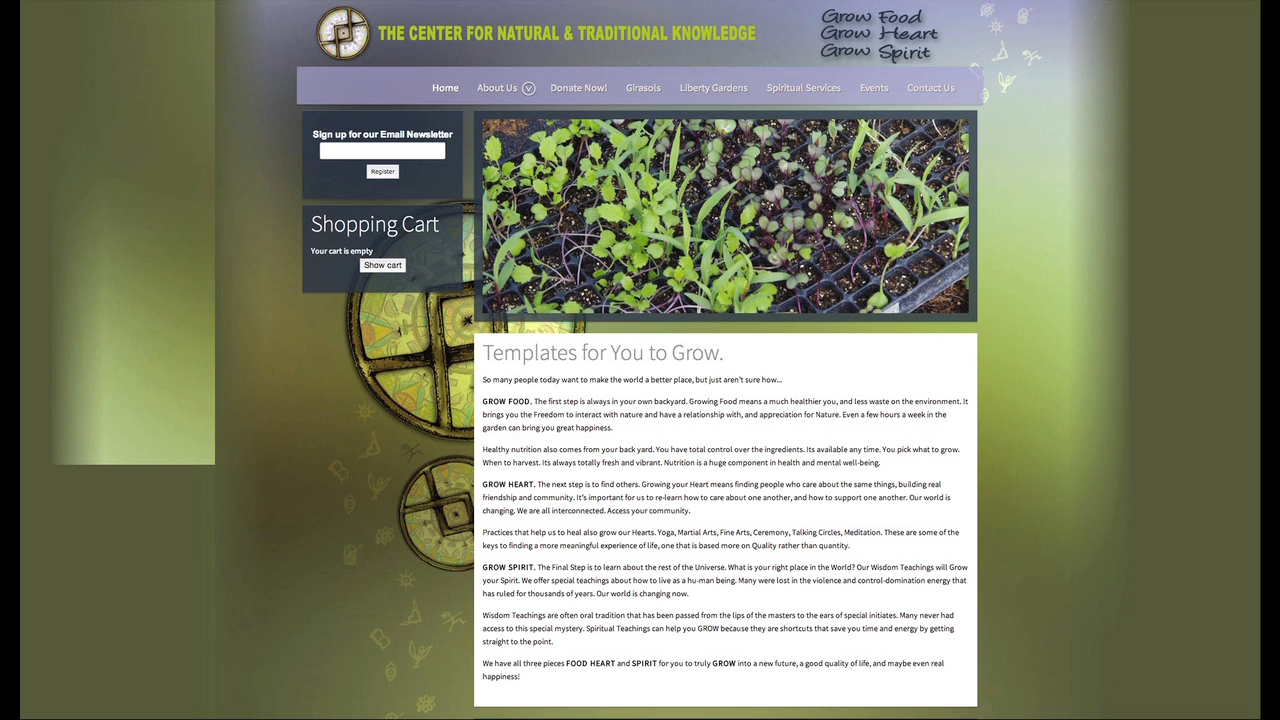 THE CENTER FOR NATURAL & TRADITIONAL KNOWLEDGE
Grow Food
Grow Heart
Grow Spirit
Home About Us Donate Now! Girasols Liberty Gardens Spiritual Services Events Contact Us
Sign up for our Email Newsletter
Register
Shopping Cart
Your cart is empty
Show cart
Templates for You to Grow.
So many people today want to make the world a better place, but just aren't sure how...
GROW FOOD. The first step is always in your own backyard. Growing Food means a much healthier you, and less waste on the environment. It
brings you the Freedom to interact with nature and have a relationship with, and appreciation for Nature. Even a few hours a week in the
garden can bring you great happiness.
Healthy nutrition also comes from your back yard. You have total control over the ingredients. Its available any time. You pick what to grow.
When to harvest. Its always totally fresh and vibrant. Nutrition is a huge component in health and mental well-being.
GROW HEART. The next step is to find others. Growing your Heart means finding people who care about the same things, building real
friendship and community. It's important for us to re-learn how to care about one another, and how to support one another. Our world is
changing. We are all interconnected. Access your community.
Practices that help us to heal also grow our Hearts. Yoga, Martial Arts, Fine Arts, Ceremony, Talking Circles, Meditation. These are some of the
keys to finding a more meaningful experience of life, one that is based more on Quality rather than quantity.
GROW SPIRIT. The Final Step is to learn about the rest of the Universe. What is your right place in the World? Our Wisdom Teachings will Grow
your Spirit. We offer special teachings about how to live as a hu-man being. Many were lost in the violence and control-domination energy that
has ruled for thousands of years. Our world is changing now.
Wisdom Teachings are often oral tradition that has been passed from the lips of the masters to the ears of special initiates. Many never had
access to this special mystery. Spiritual Teachings can help you GROW because they are shortcuts that save you time and energy by getting
straight to the point.
We have all three pieces FOOD HEART and SPIRIT for you to truly GROW into a new future, a good quality of life, and maybe even real
happiness!